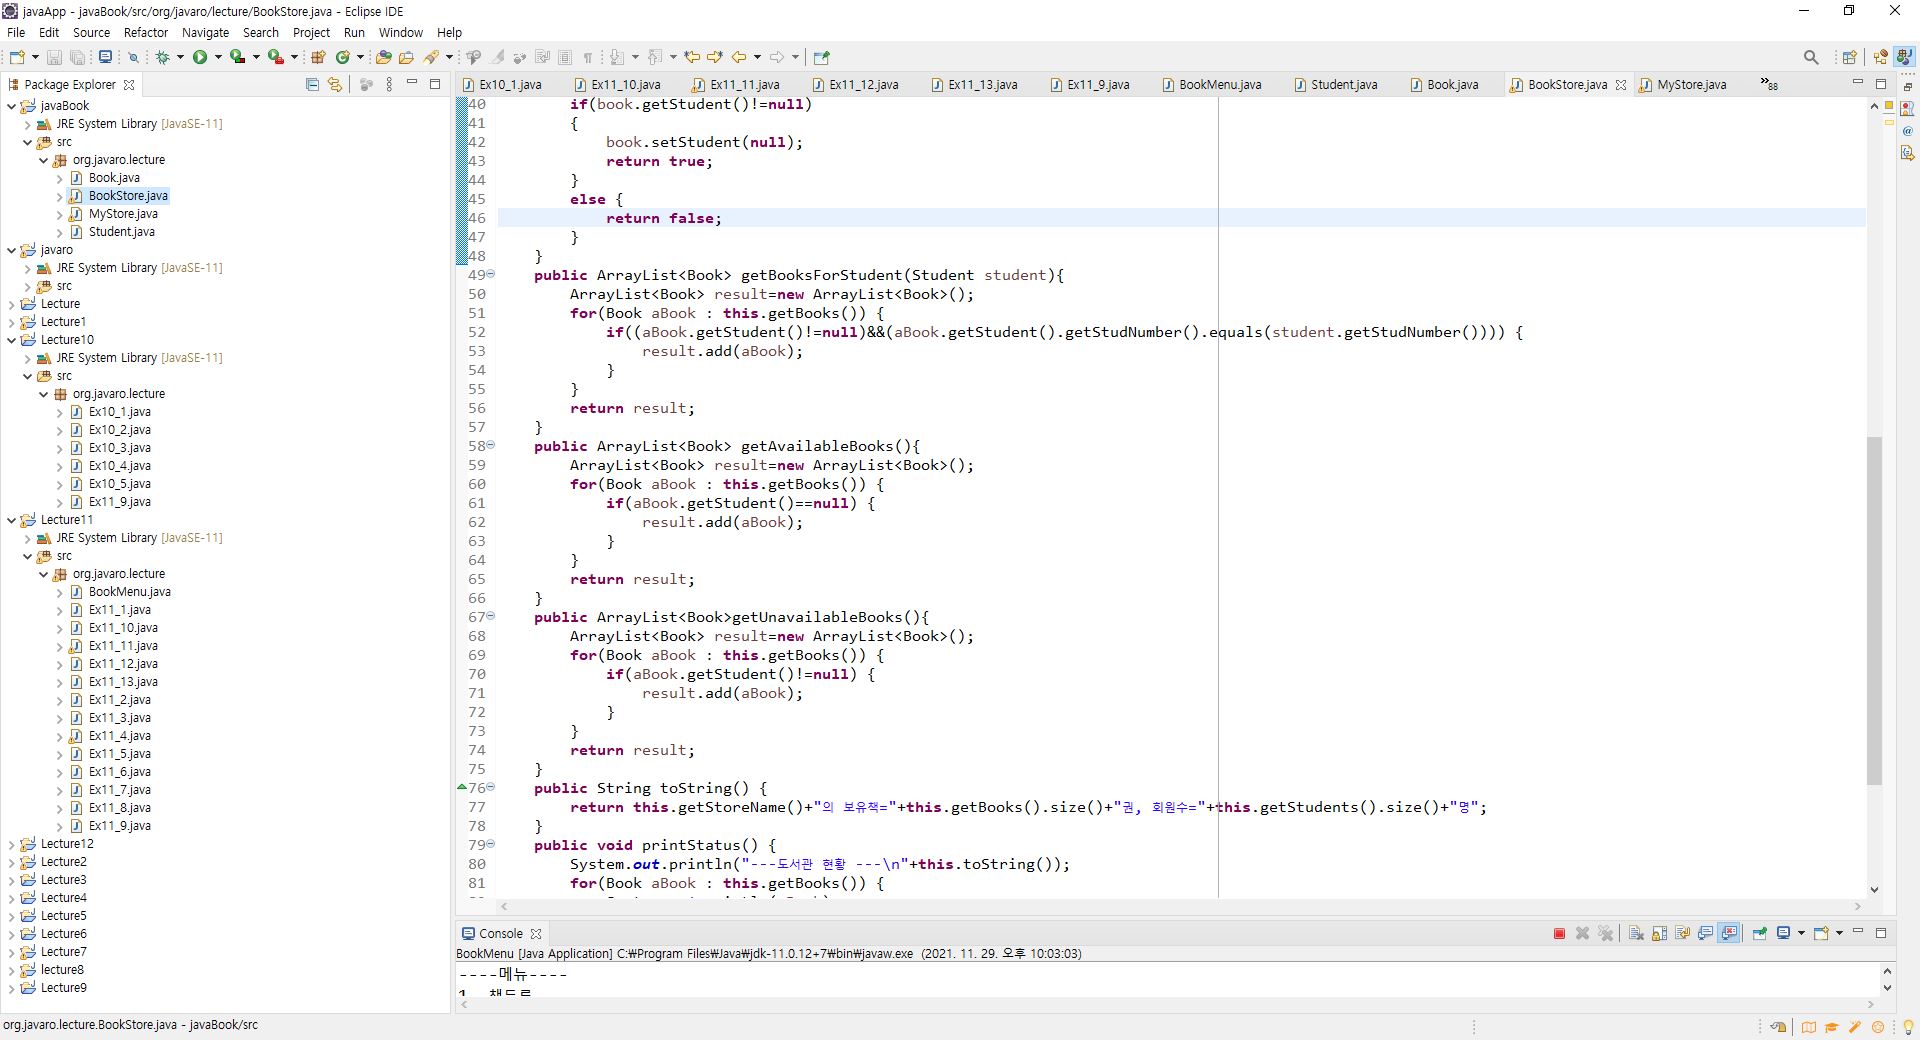 javaApp - javaBook/src/org/javaro/lecture/BookStore.java - Eclipse IDE
File Edit Source Refactor Navigate Search Project Run Window Help
Package Explorer
javaBook
JRE System Library [JavaSE-11]
src
org.javaro.lecture
Book.java
BookStore.java
MyStore.java
Student.java
javaro
JRE System Library [JavaSE-11]
src
Lecture
Lecture1
Lecture10
JRE System Library [JavaSE-11]
src
org.javaro.lecture
Ex10_1.java
Ex10_2.java
Ex10_3.java
Ex10_4.java
Ex10_5.java
Ex11_9.java
Lecture11
JRE System Library [JavaSE-11]
src
org.javaro.lecture
BookMenu.java
Ex11_1.java
Ex11_10.java
Ex11_11.java
Ex11_12.java
Ex11_13.java
Ex11_2.java
Ex11_3.java
Ex11_4.java
Ex11_5.java
Ex11_6.java
Ex11_7.java
Ex11_8.java
Ex11_9.java
Lecture12
Lecture2
Lecture3
Lecture4
Lecture5
Lecture6
Lecture7
lecture8
Lecture9
Ex10_1.java Ex11_10.java Ex11_11.java Ex11_12.java Ex11_13.java Ex11_9.java BookMenu.java Student.java Book.java BookStore.java MyStore.java »88
40 if(book.getStudent()!=null)
41 {
42 book.setStudent(null);
43 return true;
44 }
45 else {
46 return false;
47 }
48 }
49 public ArrayList<Book> getBooksForStudent(Student student){
50 ArrayList<Book> result=new ArrayList<Book>();
51 for(Book aBook : this.getBooks()) {
52 if((aBook.getStudent()!=null)&&(aBook.getStudent().getStudNumber().equals(student.getStudNumber()))) {
53 result.add(aBook);
54 }
55 }
56 return result;
57 }
58 public ArrayList<Book> getAvailableBooks(){
59 ArrayList<Book> result=new ArrayList<Book>();
60 for(Book aBook : this.getBooks()) {
61 if(aBook.getStudent()==null) {
62 result.add(aBook);
63 }
64 }
65 return result;
66 }
67 public ArrayList<Book>getUnavailableBooks(){
68 ArrayList<Book> result=new ArrayList<Book>();
69 for(Book aBook : this.getBooks()) {
70 if(aBook.getStudent()!=null) {
71 result.add(aBook);
72 }
73 }
74 return result;
75 }
76 public String toString() {
77 return this.getStoreName()+"의 보유책="+this.getBooks().size()+"권, 회원수="+this.getStudents().size()+"명";
78 }
79 public void printStatus() {
80 System.out.println("---도서관 현황 ---\n"+this.toString());
81 for(Book aBook : this.getBooks()) {
Console
BookMenu [Java Application] C:₩Program Files₩Java₩jdk-11.0.12+7₩bin₩javaw.exe (2021. 11. 29. 오후 10:03:03)
----메뉴----
org.javaro.lecture.BookStore.java - javaBook/src